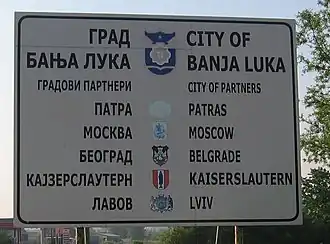 ГРАД CITY OF
БАЊА ЛУКА BANJA LUKA
ГРАДОВИ ПАРТНЕРИ CITY OF PARTNERS
ПАТРА PATRAS
МОСКВА MOSCOW
БЕОГРАД BELGRADE
КАЈЗЕРСЛАУТЕРН KAISERSLAUTERN
ЛАВОВ LVIV